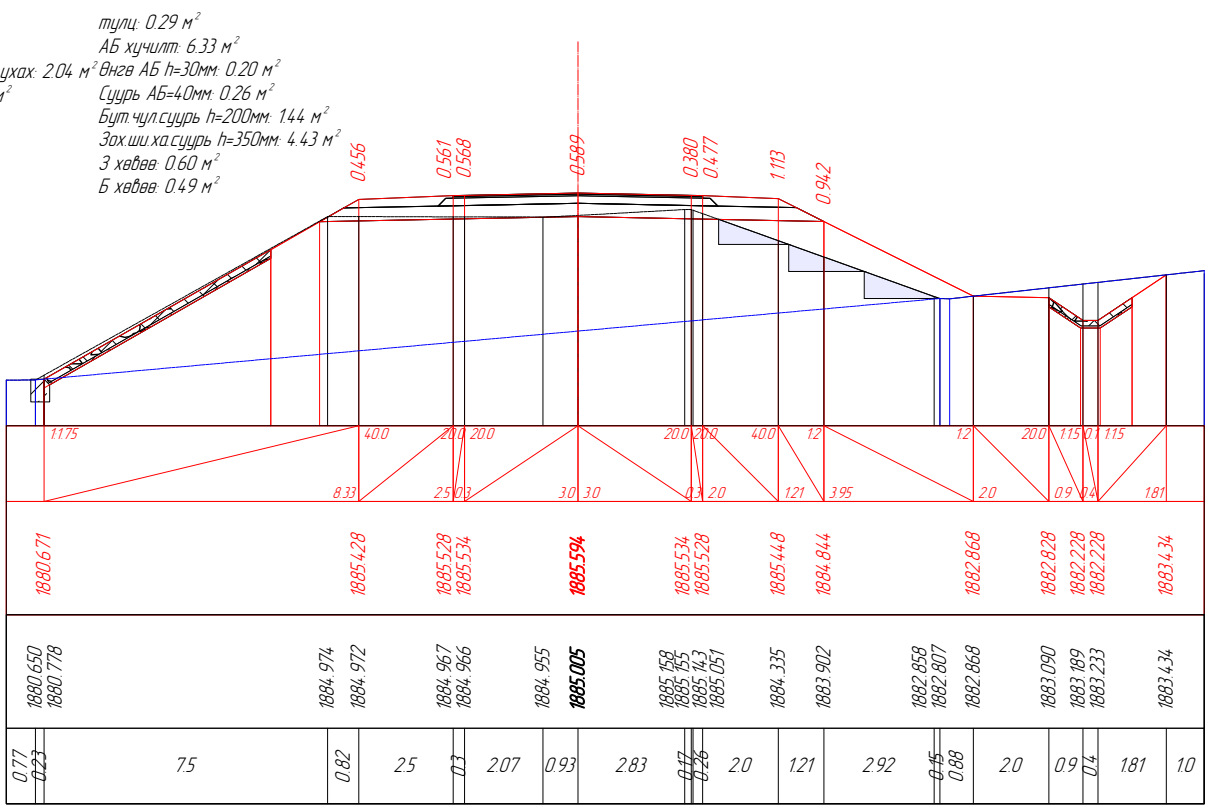 тулц: 0.29 м²
АБ хучилт: 6.33 м²
ухах: 2.04 м² Өнгө АБ h=30мм: 0.20 м²
м² Суурь АБ=40мм: 0.26 м²
Бут.чул.суурь h=200мм: 1.44 м²
Зох.ши.ха.суурь h=350мм: 4.43 м²
З хөвөө: 0.60 м²
Б хөвөө: 0.49 м²
0.456 0.561 0.568 0.589 0.380 0.477 1.113 0.942
1:1.75 40.0 20.0 20.0 20.0 20.0 40.0 1:2 1:2 20.0 1:1.5 0.1 1:1.5
8.33 2.5 0.3 3.0 3.0 0.3 2.0 1.21 3.95 2.0 0.9 0.4 1.81
1880.671 1885.428 1885.528 1885.534 1885.594 1885.534 1885.528 1885.448 1884.844 1882.868 1882.828 1882.228 1882.228 1883.434
1880.650 1880.778 1884.974 1884.972 1884.967 1884.966 1884.955 1885.005 1885.158 1885.155 1885.143 1885.051 1884.335 1883.902 1882.858 1882.807 1882.868 1883.090 1883.189 1883.233 1883.434
0.77 0.23 7.5 0.82 2.5 0.3 2.07 0.93 2.83 0.17 0.26 2.0 1.21 2.92 0.15 0.88 2.0 0.9 0.4 1.81 1.0